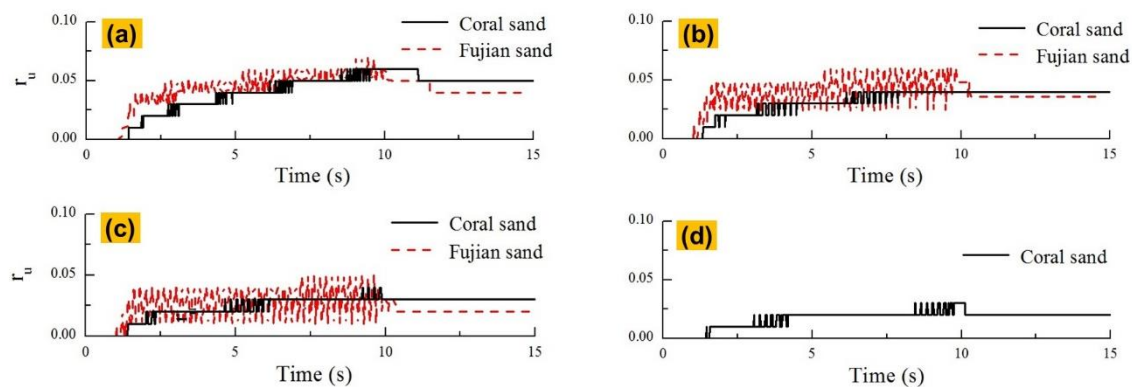 (a)
Coral sand
Fujian sand
0.10
0.05
0.00
r_u
0 5 10 15
Time (s)
(b)
Coral sand
Fujian sand
0.10
0.05
0.00
0 5 10 15
Time (s)
(c)
Coral sand
Fujian sand
0.10
0.05
0.00
r_u
0 5 10 15
Time (s)
(d)
Coral sand
0.10
0.05
0.00
0 5 10 15
Time (s)